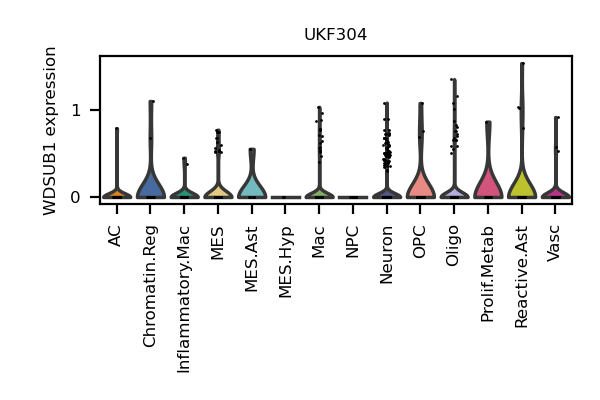 UKF304
WDSUB1 expression
1
0
AC
Chromatin.Reg
Inflammatory.Mac
MES
MES.Ast
MES.Hyp
Mac
NPC
Neuron
OPC
Oligo
Prolif.Metab
Reactive.Ast
Vasc